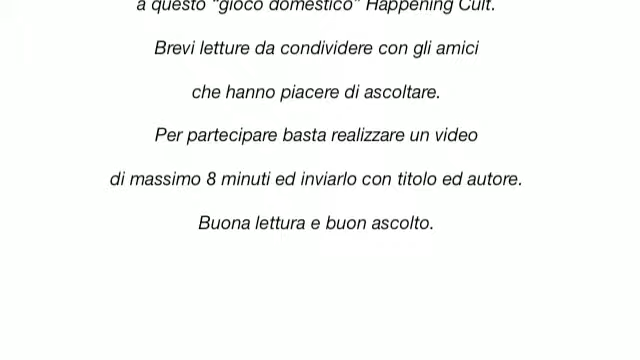 a questo "gioco domestico" Happening Cult.
Brevi letture da condividere con gli amici
che hanno piacere di ascoltare.
Per partecipare basta realizzare un video
di massimo 8 minuti ed inviarlo con titolo ed autore.
Buona lettura e buon ascolto.